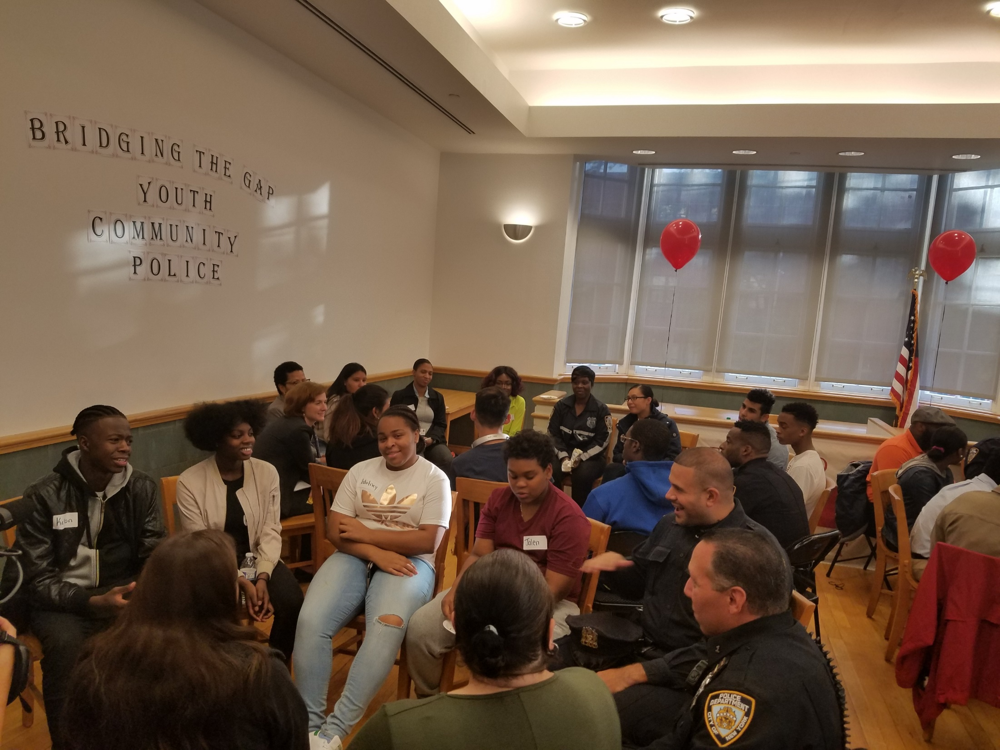 BRIDGING THE GAP
YOUTH
COMMUNITY
POLICE
Kelon
Whitney
Jalen
POLICE
DEPARTMENT
CITY OF NEW YORK